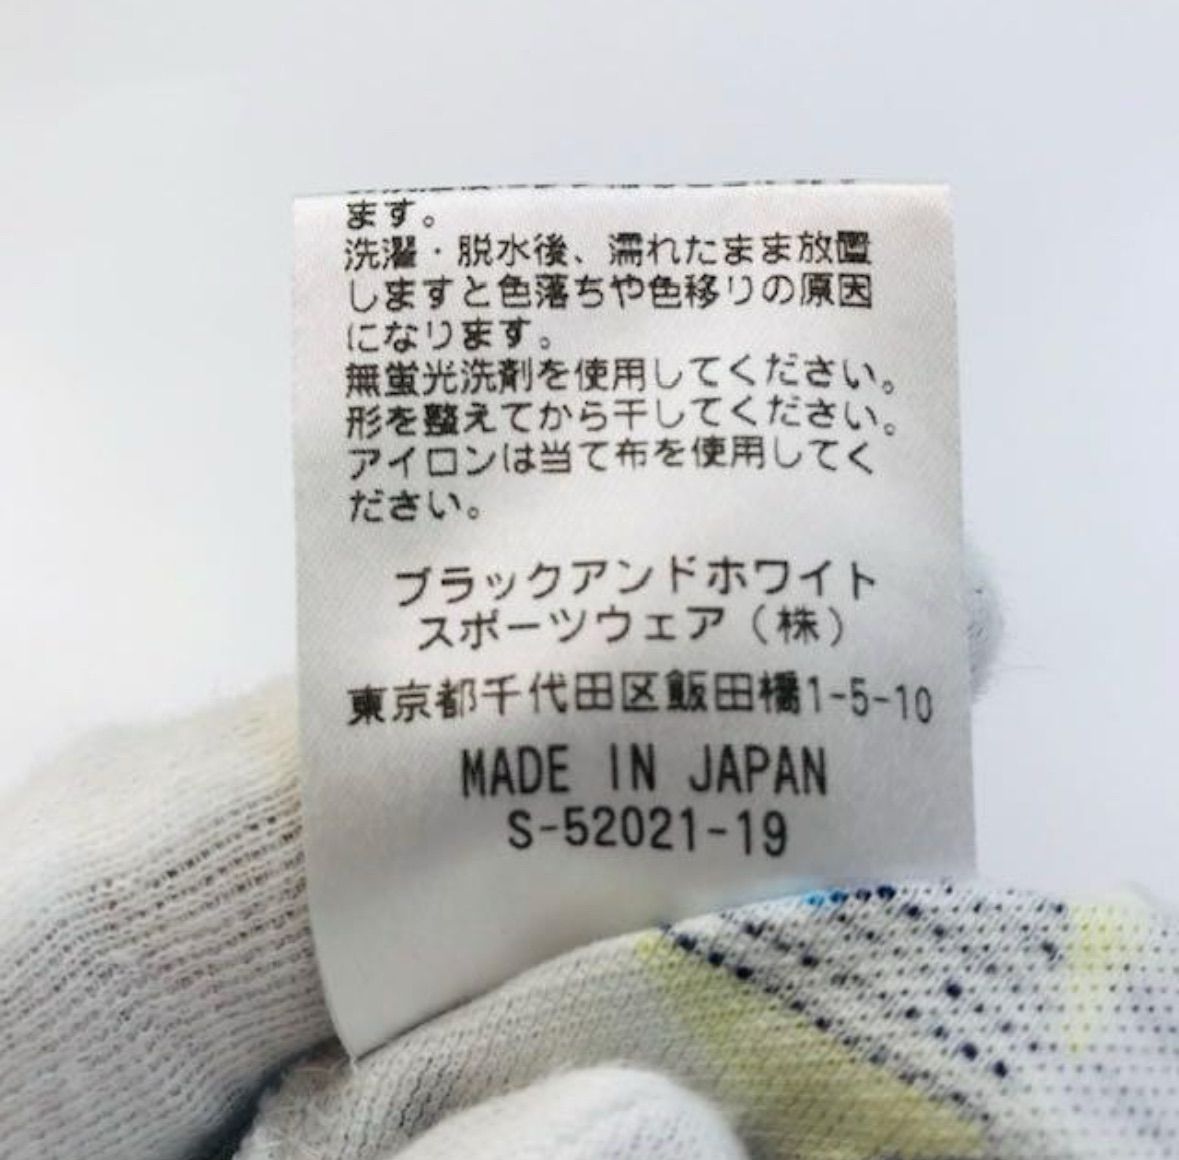 ます。
洗濯・脱水後、濡れたまま放置
しますと色落ちや色移りの原因
になります。
無蛍光洗剤を使用してください。
形を整えてから干してください。
アイロンは当て布を使用してく
ださい。
ブラックアンドホワイト
スポーツウェア（株）
東京都千代田区飯田橋1-5-10
MADE IN JAPAN
S-52021-19